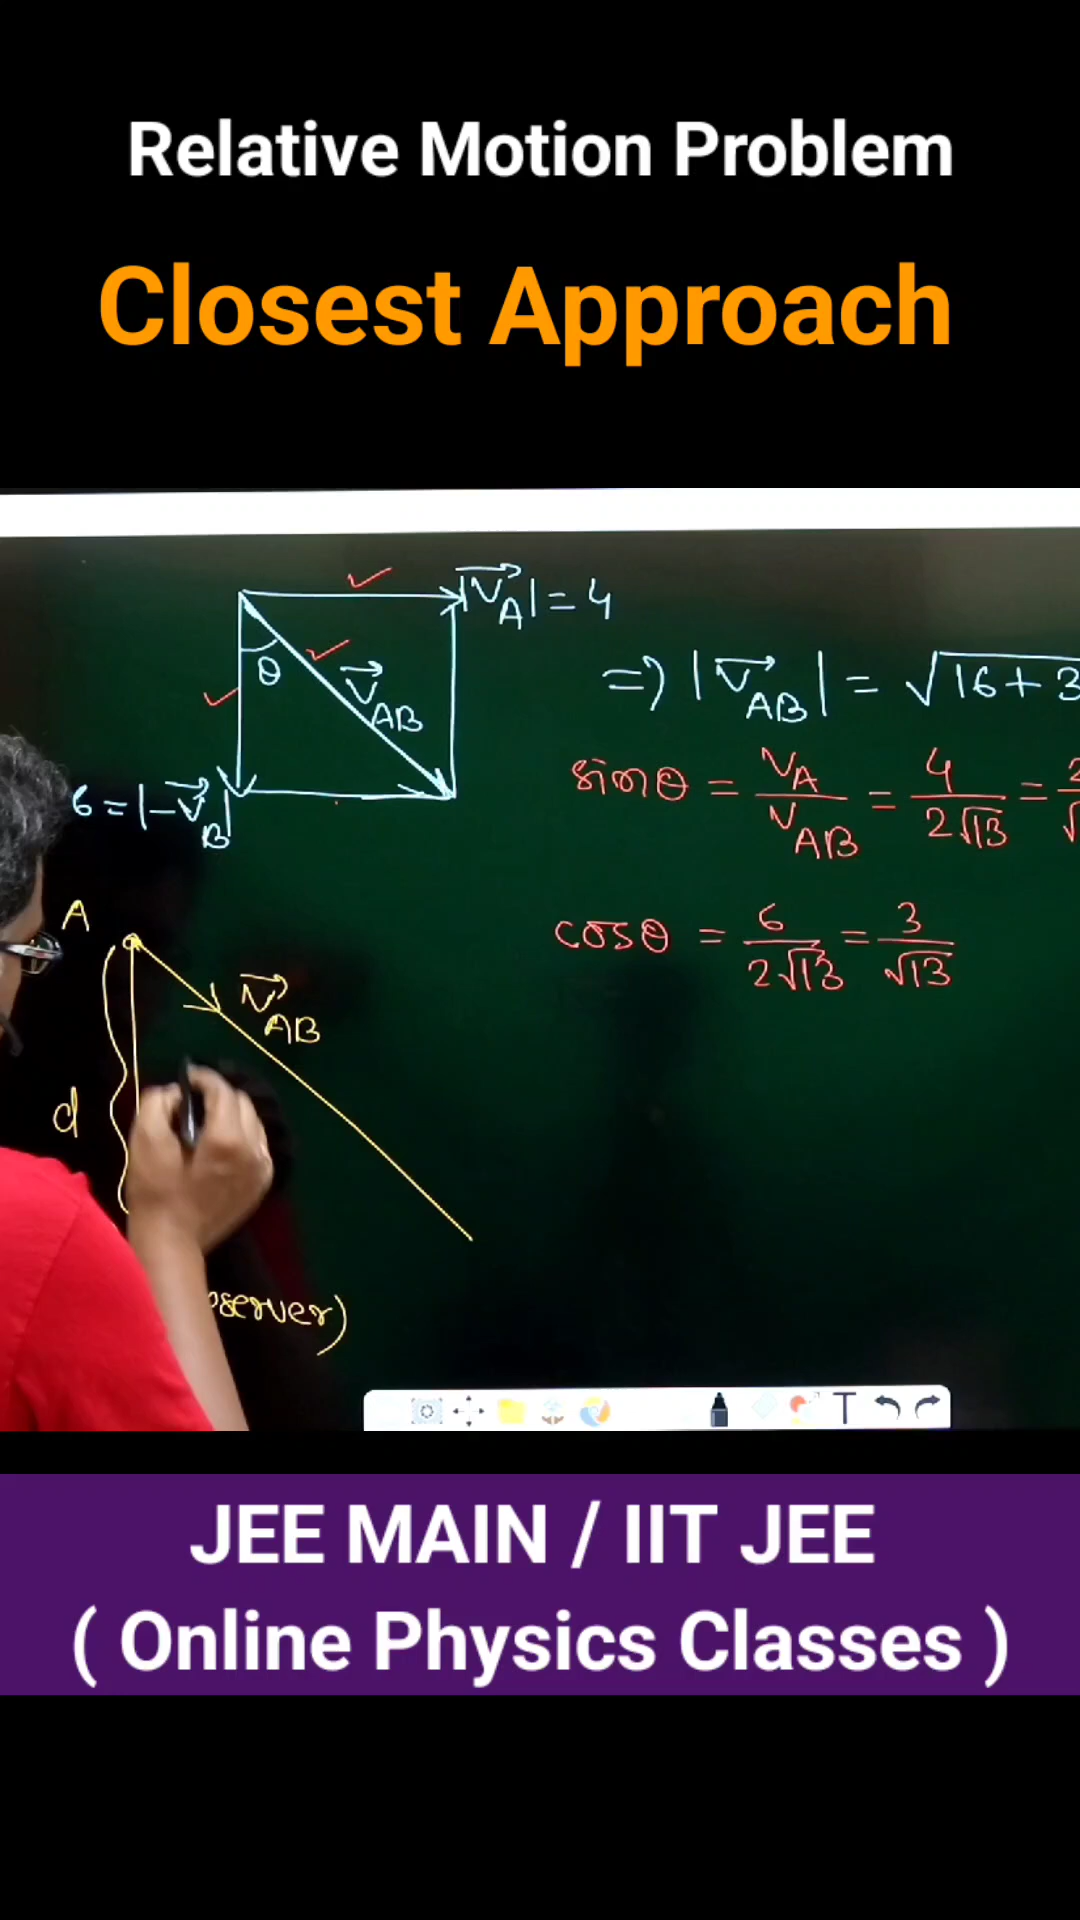 Relative Motion Problem
Closest Approach
|V⃗A| = 4
θ
V⃗AB
6 = |-V⃗B|
=> |V⃗AB| = √16+3
sinθ = VA/VAB = 4/2√13 =
cosθ = 6/2√13 = 3/√13
A
V⃗AB
d
server)
T
JEE MAIN / IIT JEE
( Online Physics Classes )